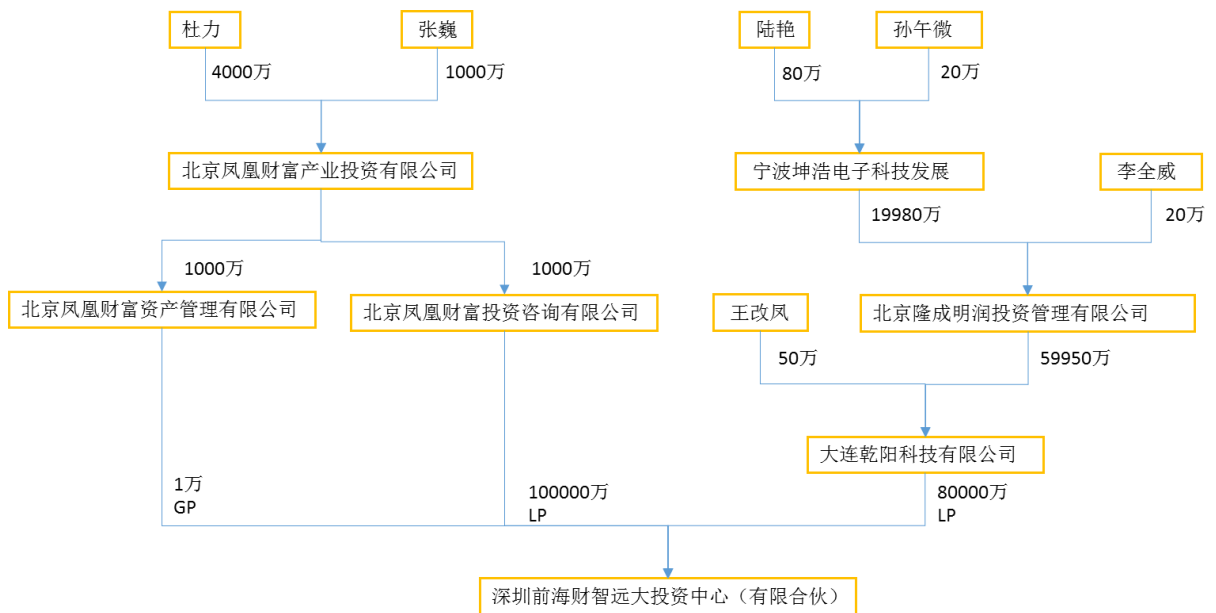 杜力
张巍
陆艳
孙午微
4000万
1000万
80万
20万
北京凤凰财富产业投资有限公司
宁波坤浩电子科技发展
李全威
19980万
20万
1000万
1000万
北京凤凰财富资产管理有限公司
北京凤凰财富投资咨询有限公司
王改凤
北京隆成明润投资管理有限公司
50万
59950万
大连乾阳科技有限公司
1万
GP
100000万
LP
80000万
LP
深圳前海财智远大投资中心（有限合伙）